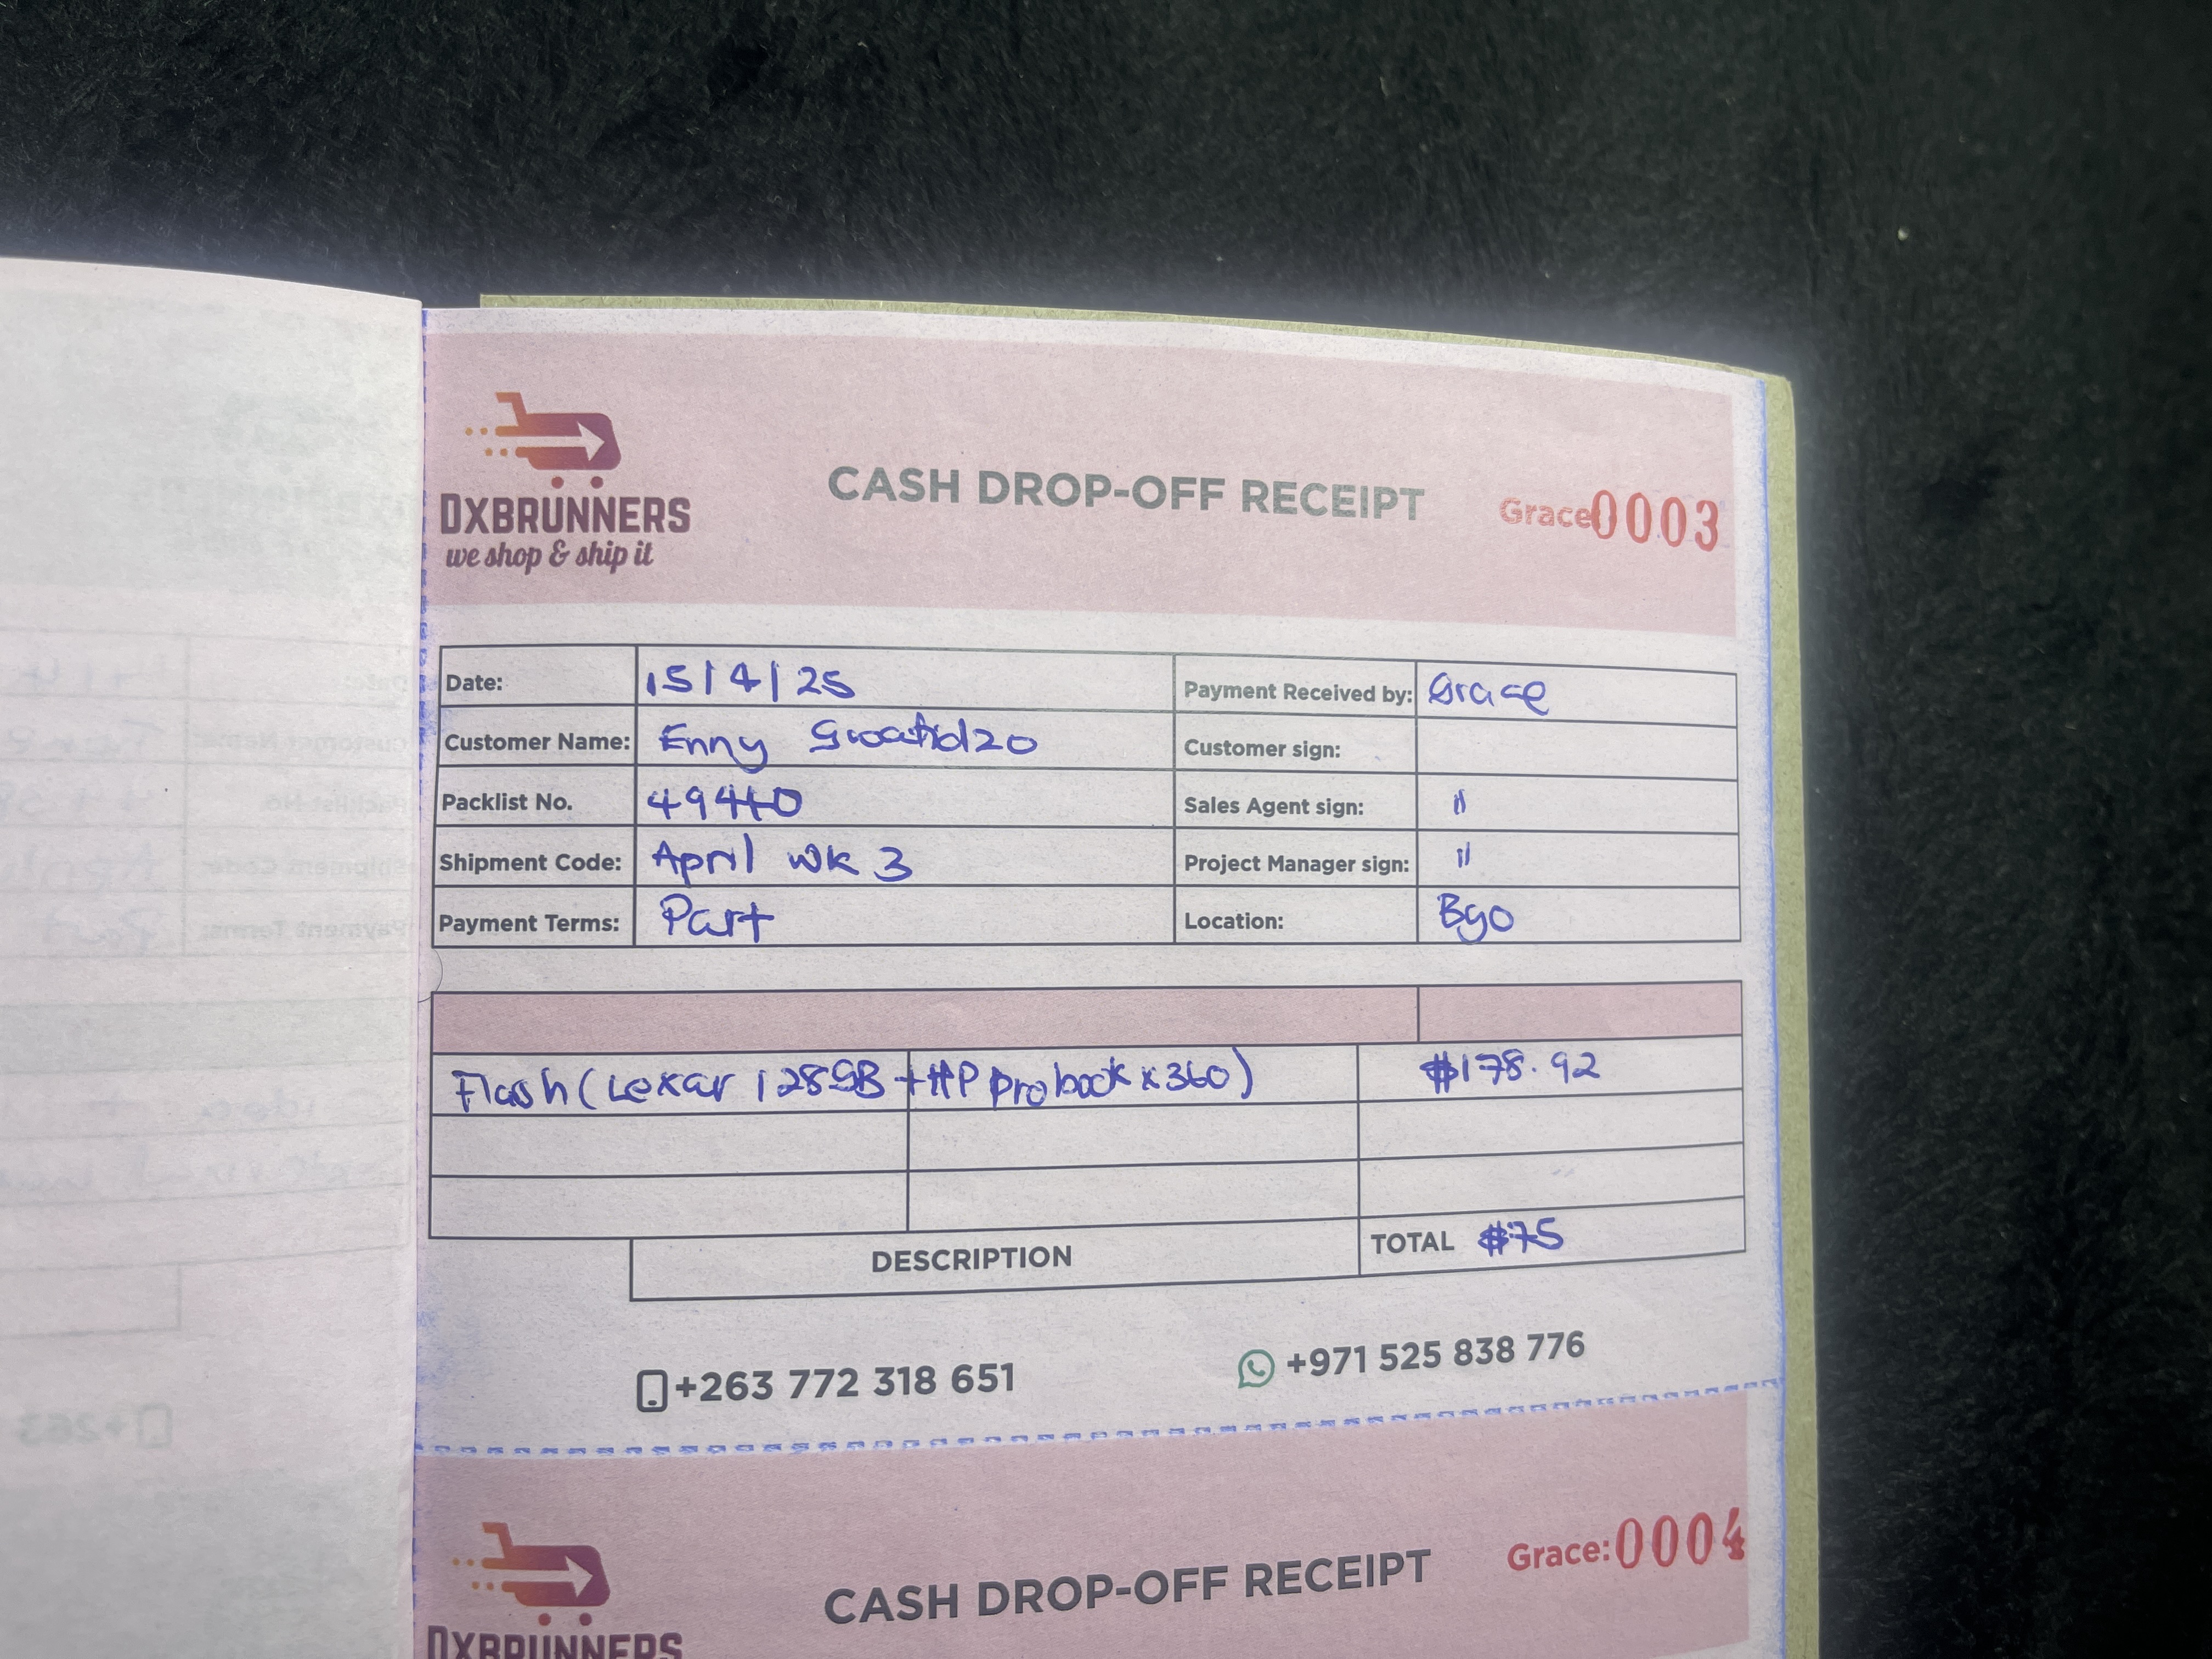 DXBRUNNERS
we shop & ship it
CASH DROP-OFF RECEIPT
Grace 0003
Date: 15/4/25 Payment Received by: Grace
Customer Name: Enny Customer sign:
Packlist No. 49440 Sales Agent sign: "
Shipment Code: April wk 3 Project Manager sign: "
Payment Terms: Part Location: Byo
Flash (Lexar 128GB + HP Probook x360) $178.92
DESCRIPTION TOTAL $75
+263 772 318 651 +971 525 838 776
DXBRUNNERS
CASH DROP-OFF RECEIPT
Grace: 0004